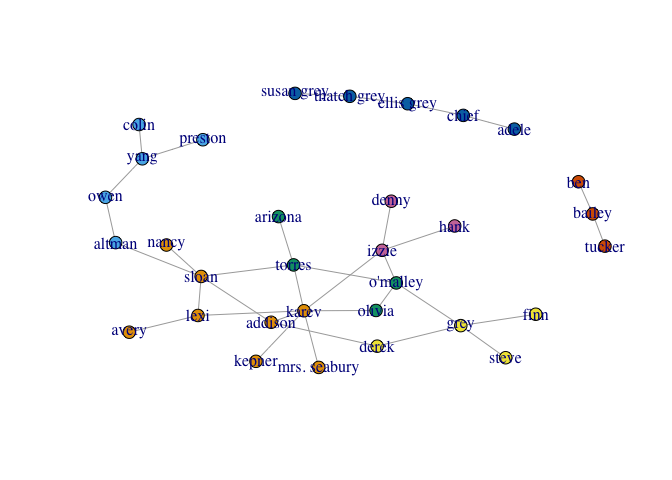 susan grey
thatch grey
ellis grey
chief
adele
colin
preston
yang
ben
owen
denny
bailey
arizona
hank
altman
nancy
izzie
tucker
torres
sloan
o'malley
lexi
karev
olivia
finn
avery
addison
grey
derek
kepner
mrs. seabury
steve